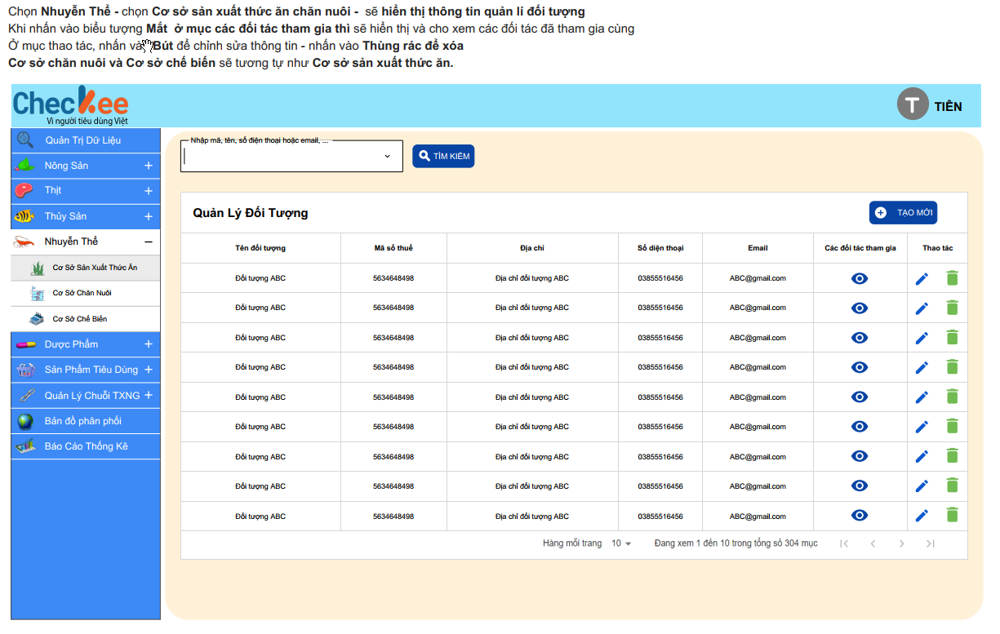 Chọn Nhuyễn Thể - chọn Cơ sở sản xuất thức ăn chăn nuôi - sẽ hiển thị thông tin quản lí đối tượng
Khi nhấn vào biểu tượng Mắt ở mục các đối tác tham gia thì sẽ hiển thị và cho xem các đối tác đã tham gia cùng
Ở mục thao tác, nhấn và Bút để chỉnh sửa thông tin - nhấn vào Thùng rác để xóa
Cơ sở chăn nuôi và Cơ sở chế biến sẽ tương tự như Cơ sở sản xuất thức ăn.
Checkee
Vì người tiêu dùng Việt
T TIÊN
Quản Trị Dữ Liệu
Nông Sản +
Thịt +
Thủy Sản +
Nhuyễn Thể −
Cơ Sở Sản Xuất Thức Ăn
Cơ Sở Chăn Nuôi
Cơ Sở Chế Biến
Dược Phẩm +
Sản Phẩm Tiêu Dùng +
Quản Lý Chuỗi TXNG +
Bản đồ phân phối
Báo Cáo Thống Kê
Nhập mã, tên, số điện thoại hoặc email, ...
TÌM KIẾM
Quản Lý Đối Tượng
TẠO MỚI
Tên đối tượng Mã số thuế Địa chỉ Số điện thoại Email Các đối tác tham gia Thao tác
Đối tượng ABC 5634648498 Địa chỉ đối tượng ABC 03855516456 ABC@gmail.com
Đối tượng ABC 5634648498 Địa chỉ đối tượng ABC 03855516456 ABC@gmail.com
Đối tượng ABC 5634648498 Địa chỉ đối tượng ABC 03855516456 ABC@gmail.com
Đối tượng ABC 5634648498 Địa chỉ đối tượng ABC 03855516456 ABC@gmail.com
Đối tượng ABC 5634648498 Địa chỉ đối tượng ABC 03855516456 ABC@gmail.com
Đối tượng ABC 5634648498 Địa chỉ đối tượng ABC 03855516456 ABC@gmail.com
Đối tượng ABC 5634648498 Địa chỉ đối tượng ABC 03855516456 ABC@gmail.com
Đối tượng ABC 5634648498 Địa chỉ đối tượng ABC 03855516456 ABC@gmail.com
Đối tượng ABC 5634648498 Địa chỉ đối tượng ABC 03855516456 ABC@gmail.com
Hàng mỗi trang 10 Đang xem 1 đến 10 trong tổng số 304 mục